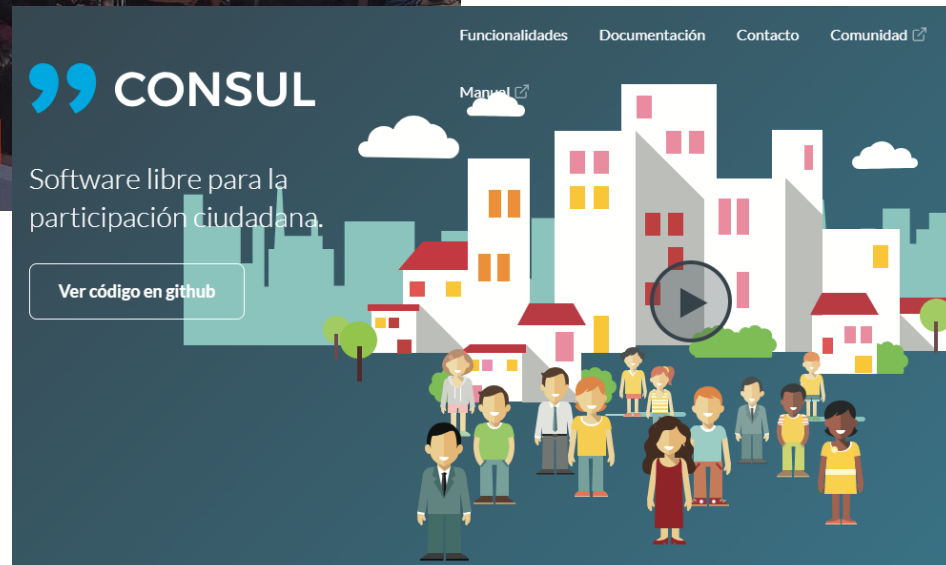 Funcionalidades Documentación Contacto Comunidad
Manual
CONSUL
Software libre para la
participación ciudadana.
Ver código en github